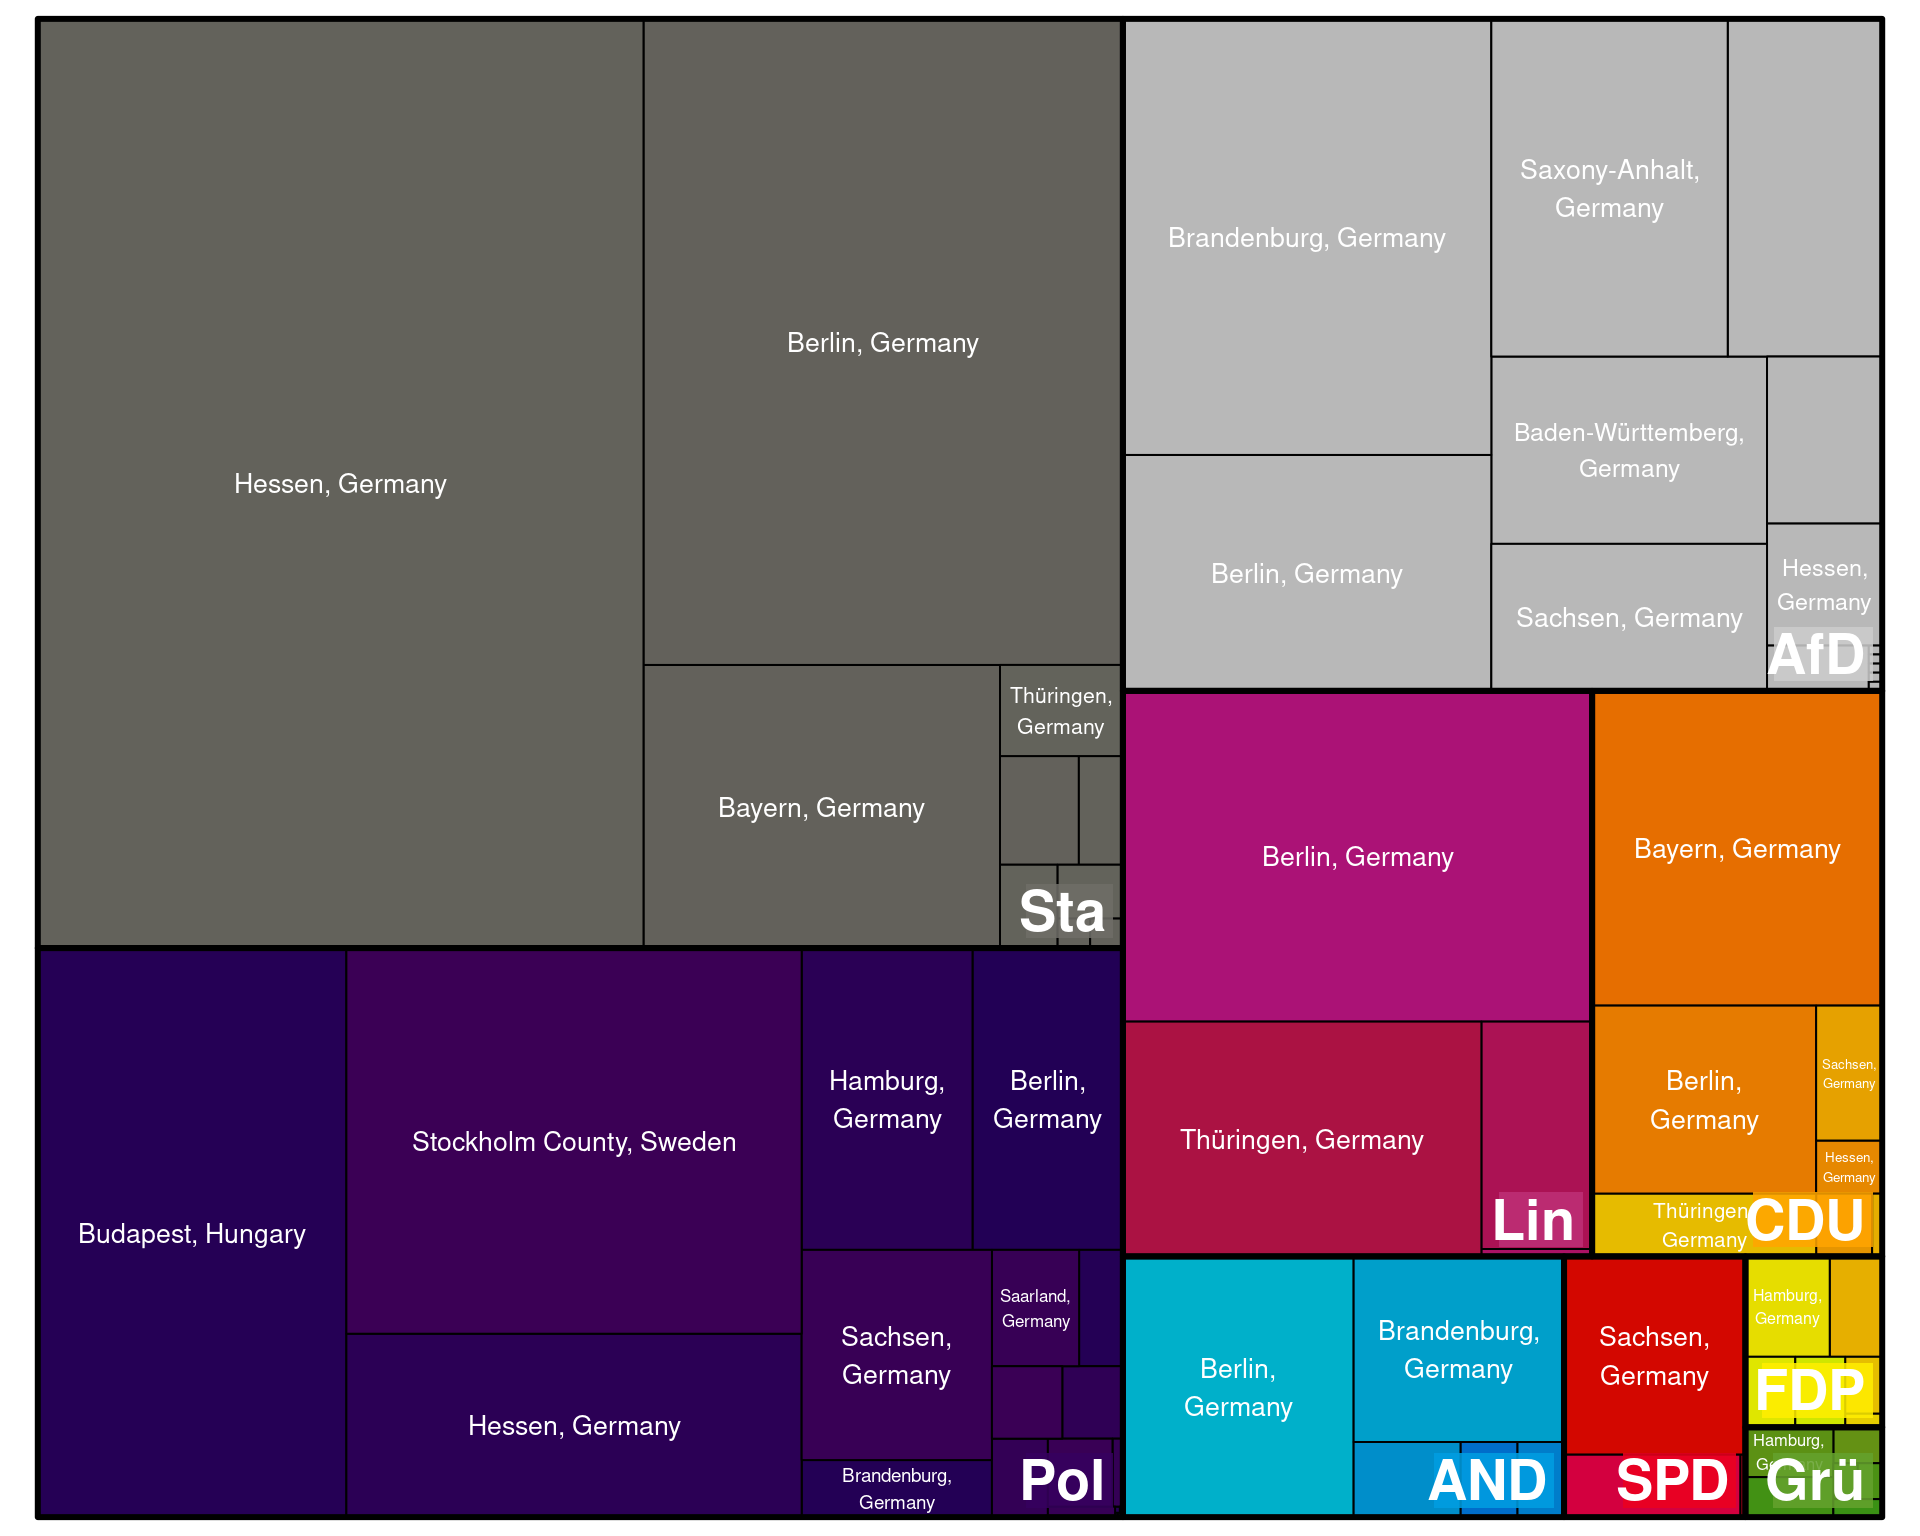 Hessen, Germany
Berlin, Germany
Bayern, Germany
Thüringen,
Germany
Sta
Brandenburg, Germany
Saxony-Anhalt,
Germany
Berlin, Germany
Baden-Württemberg,
Germany
Sachsen, Germany
Hessen,
Germany
AfD
Budapest, Hungary
Stockholm County, Sweden
Hessen, Germany
Hamburg,
Germany
Berlin,
Germany
Sachsen,
Germany
Saarland,
Germany
Brandenburg,
Germany
Pol
Berlin, Germany
Thüringen, Germany
Lin
Bayern, Germany
Berlin,
Germany
Sachsen,
Germany
Hessen,
Germany
Thüringen
Germany
CDU
Berlin,
Germany
Brandenburg,
Germany
AND
Sachsen,
Germany
SPD
Hamburg,
Germany
FDP
Hamburg,
Grü